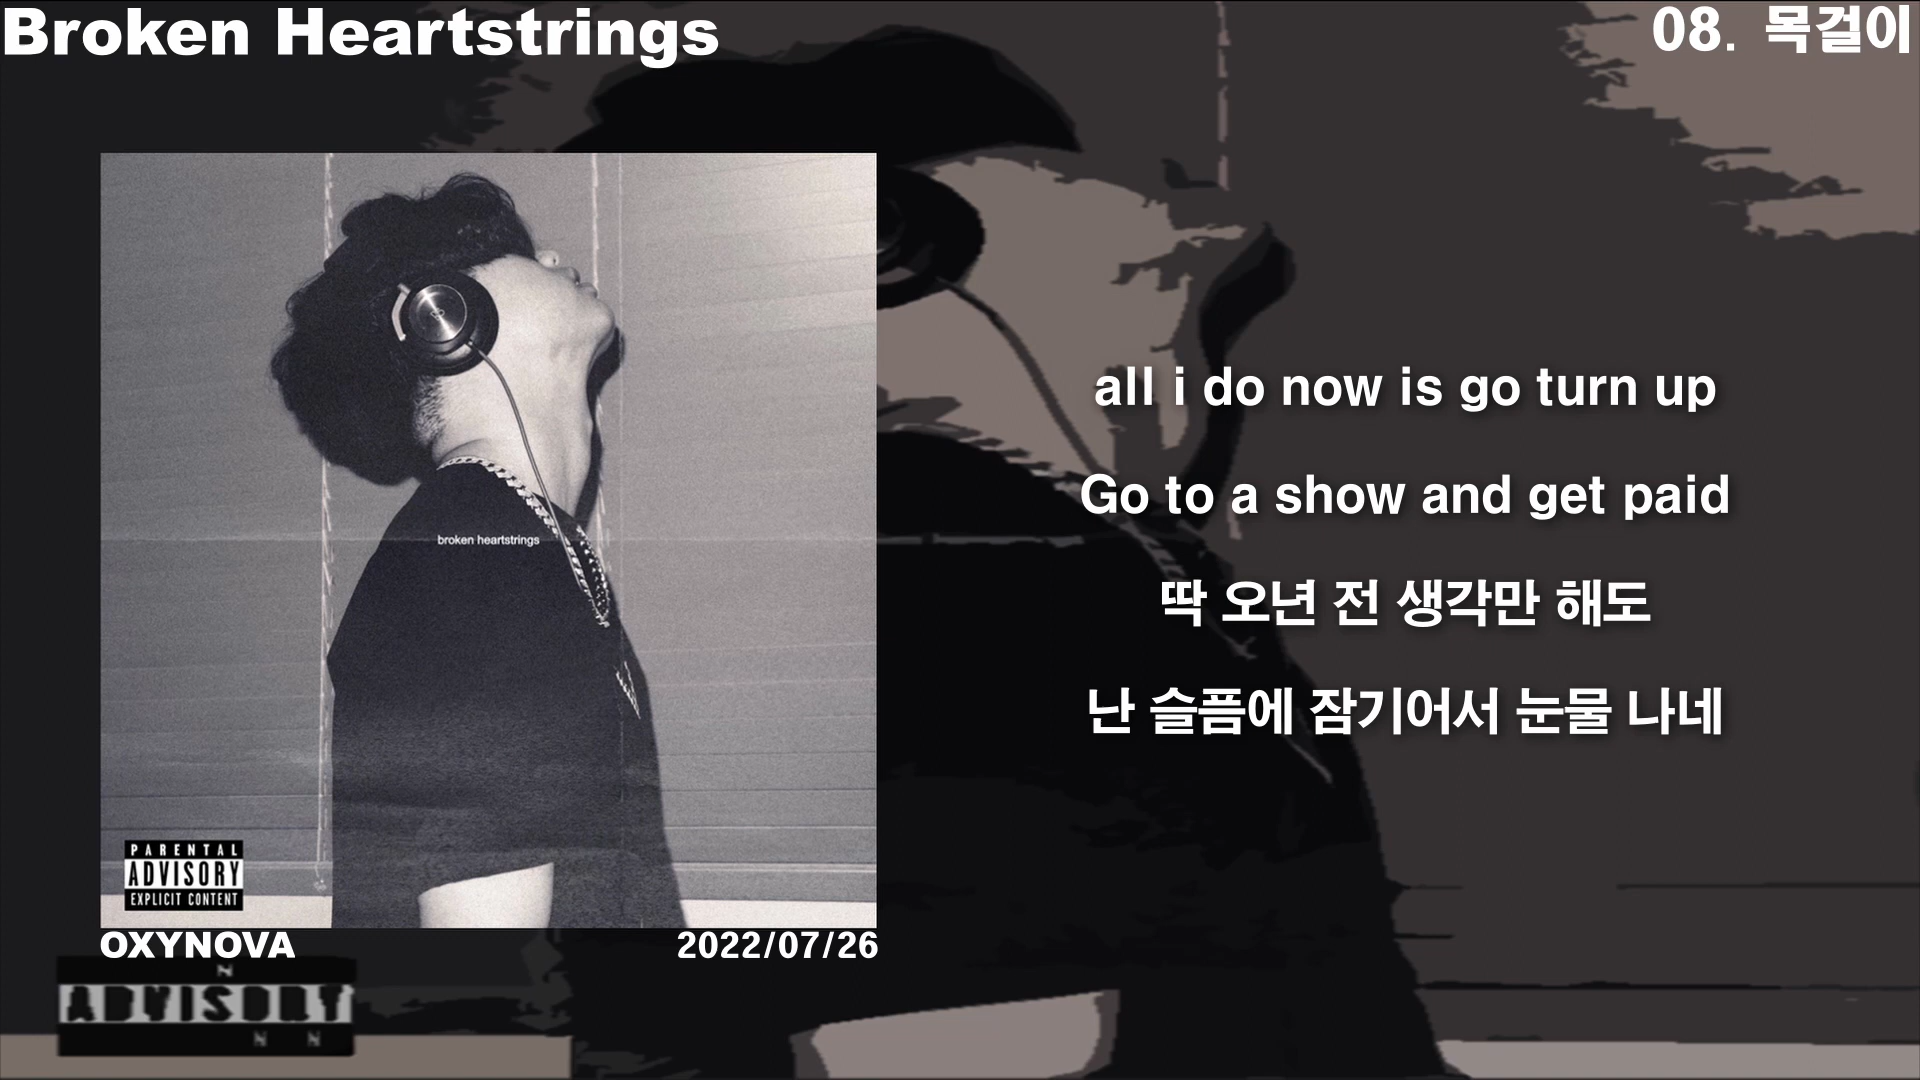 Broken Heartstrings
08. 목걸이
broken heartstrings
PARENTAL
ADVISORY
EXPLICIT CONTENT
OXYNOVA
2022/07/26
ADVISORY
all i do now is go turn up
Go to a show and get paid
딱 오년 전 생각만 해도
난 슬픔에 잠기어서 눈물 나네